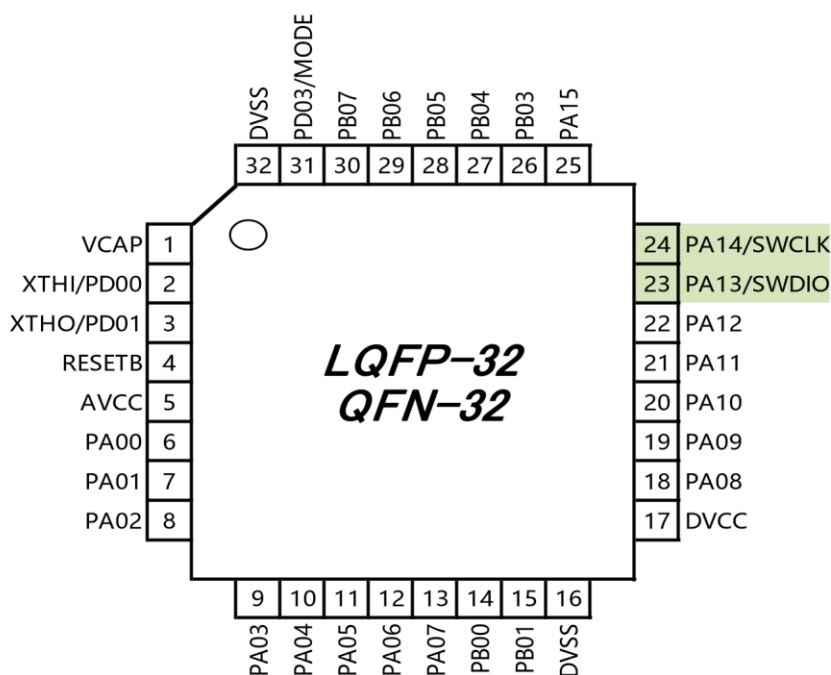 DVSS
PD03/MODE
PB07
PB06
PB05
PB04
PB03
PA15
32 31 30 29 28 27 26 25
VCAP 1
XTHI/PD00 2
XTHO/PD01 3
RESETB 4
AVCC 5
PA00 6
PA01 7
PA02 8
LQFP-32
QFN-32
24 PA14/SWCLK
23 PA13/SWDIO
22 PA12
21 PA11
20 PA10
19 PA09
18 PA08
17 DVCC
9 10 11 12 13 14 15 16
PA03
PA04
PA05
PA06
PA07
PB00
PB01
DVSS